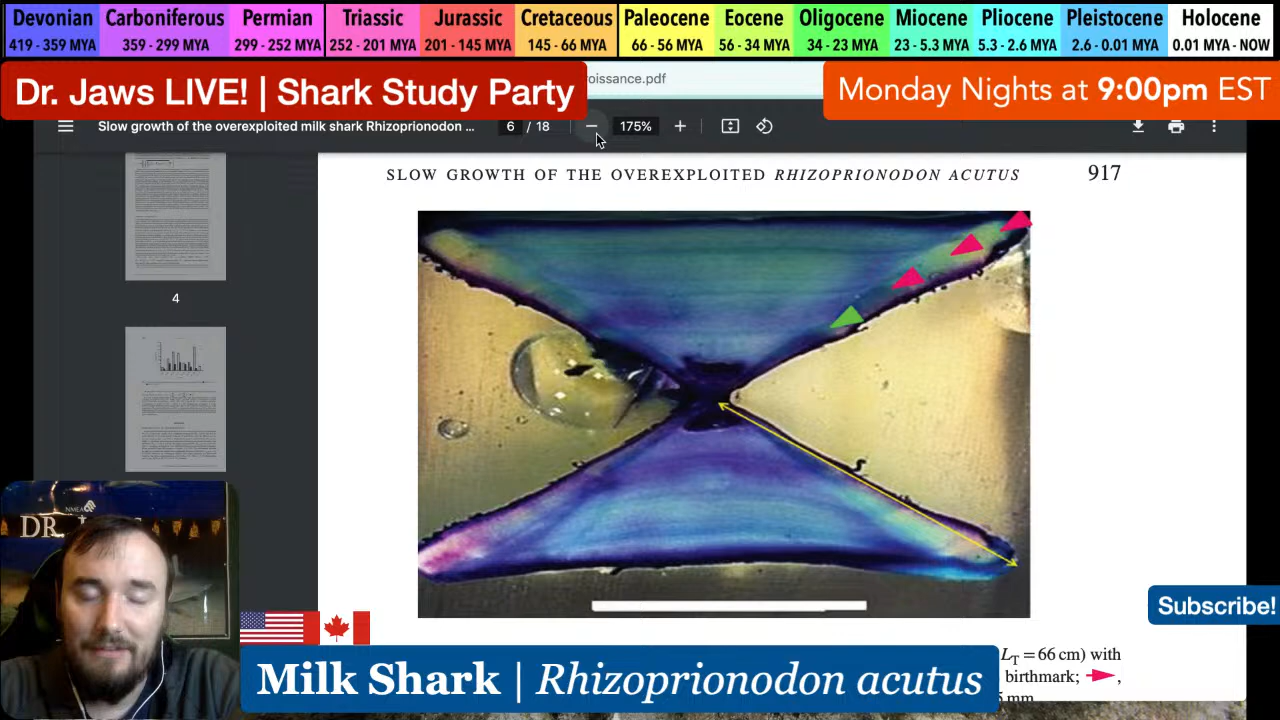 Devonian Carboniferous Permian Triassic Jurassic Cretaceous Paleocene Eocene Oligocene Miocene Pliocene Pleistocene Holocene
419 - 359 MYA 359 - 299 MYA 299 - 252 MYA 252 - 201 MYA 201 - 145 MYA 145 - 66 MYA 66 - 56 MYA 56 - 34 MYA 34 - 23 MYA 23 - 5.3 MYA 5.3 - 2.6 MYA 2.6 - 0.01 MYA 0.01 MYA - NOW
roissance.pdf
Dr. Jaws LIVE! | Shark Study Party
Monday Nights at 9:00pm EST
Slow growth of the overexploited milk shark Rhizoprionodon ... 6 / 18 175%
SLOW GROWTH OF THE OVEREXPLOITED RHIZOPRIONODON ACUTUS 917
4
NMEA
DR.
Subscribe!
LT = 66 cm) with
birthmark; ,
mm
Milk Shark | Rhizoprionodon acutus